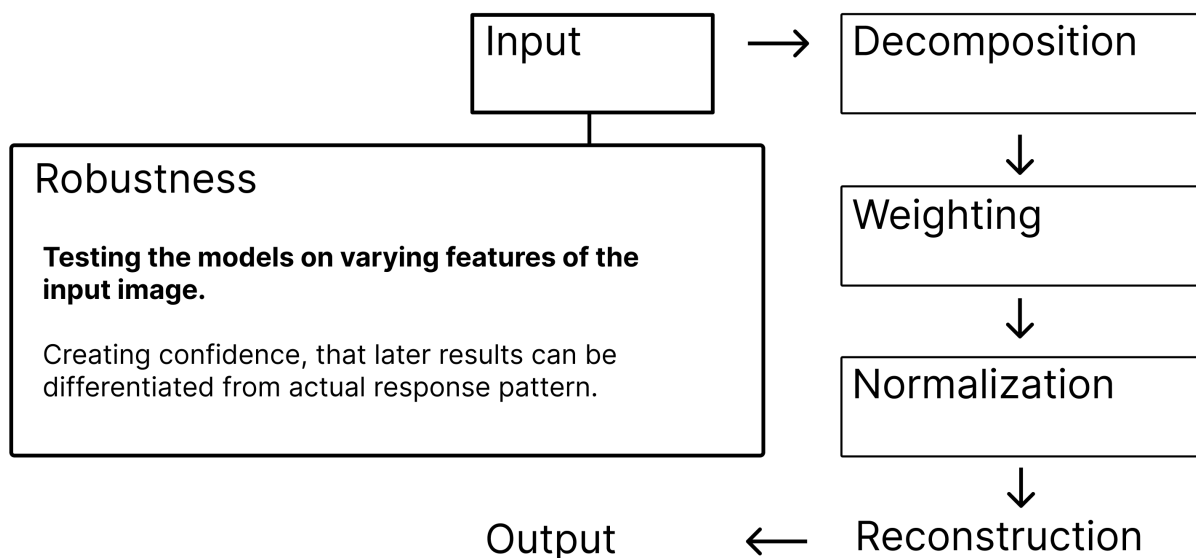 Input
Decomposition
Robustness
Testing the models on varying features of the
input image.
Creating confidence, that later results can be
differentiated from actual response pattern.
Weighting
Normalization
Reconstruction
Output